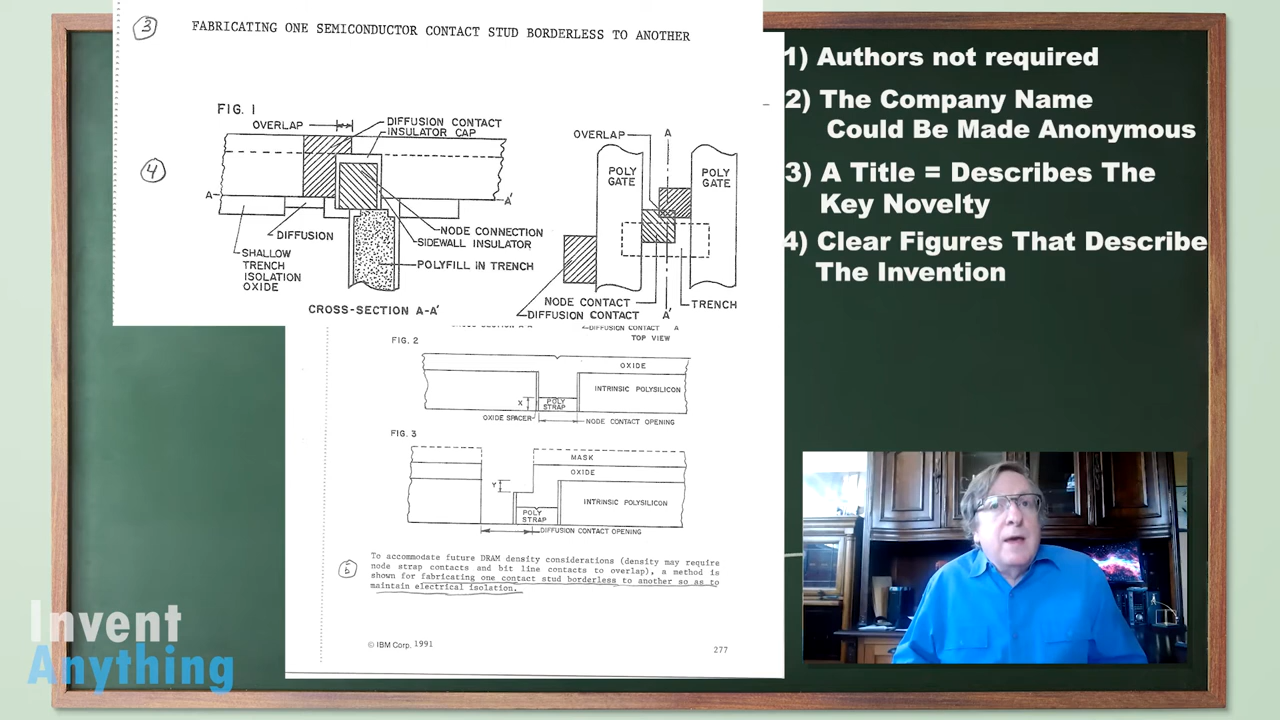 3
FABRICATING ONE SEMICONDUCTOR CONTACT STUD BORDERLESS TO ANOTHER
FIG. 1
OVERLAP
DIFFUSION CONTACT
INSULATOR CAP
4
A
A'
DIFFUSION
NODE CONNECTION
SIDEWALL INSULATOR
POLYFILL IN TRENCH
SHALLOW
TRENCH
ISOLATION
OXIDE
CROSS-SECTION A-A'
OVERLAP
A
POLY
GATE
POLY
GATE
NODE CONTACT
DIFFUSION CONTACT
A'
TRENCH
DIFFUSION CONTACT A
TOP VIEW
FIG. 2
OXIDE
INTRINSIC POLYSILICON
X
POLY
STRAP
OXIDE SPACER
NODE CONTACT OPENING
FIG. 3
MASK
OXIDE
Y
INTRINSIC POLYSILICON
POLY
STRAP
DIFFUSION CONTACT OPENING
To accommodate future DRAM density considerations (density may require
node strap contacts and bit line contacts to overlap), a method is
shown for fabricating one contact stud borderless to another so as to
maintain electrical isolation.
© IBM Corp. 1991
277
1) Authors not required
2) The Company Name
Could Be Made Anonymous
3) A Title = Describes The
Key Novelty
4) Clear Figures That Describe
The Invention
Invent
Anything